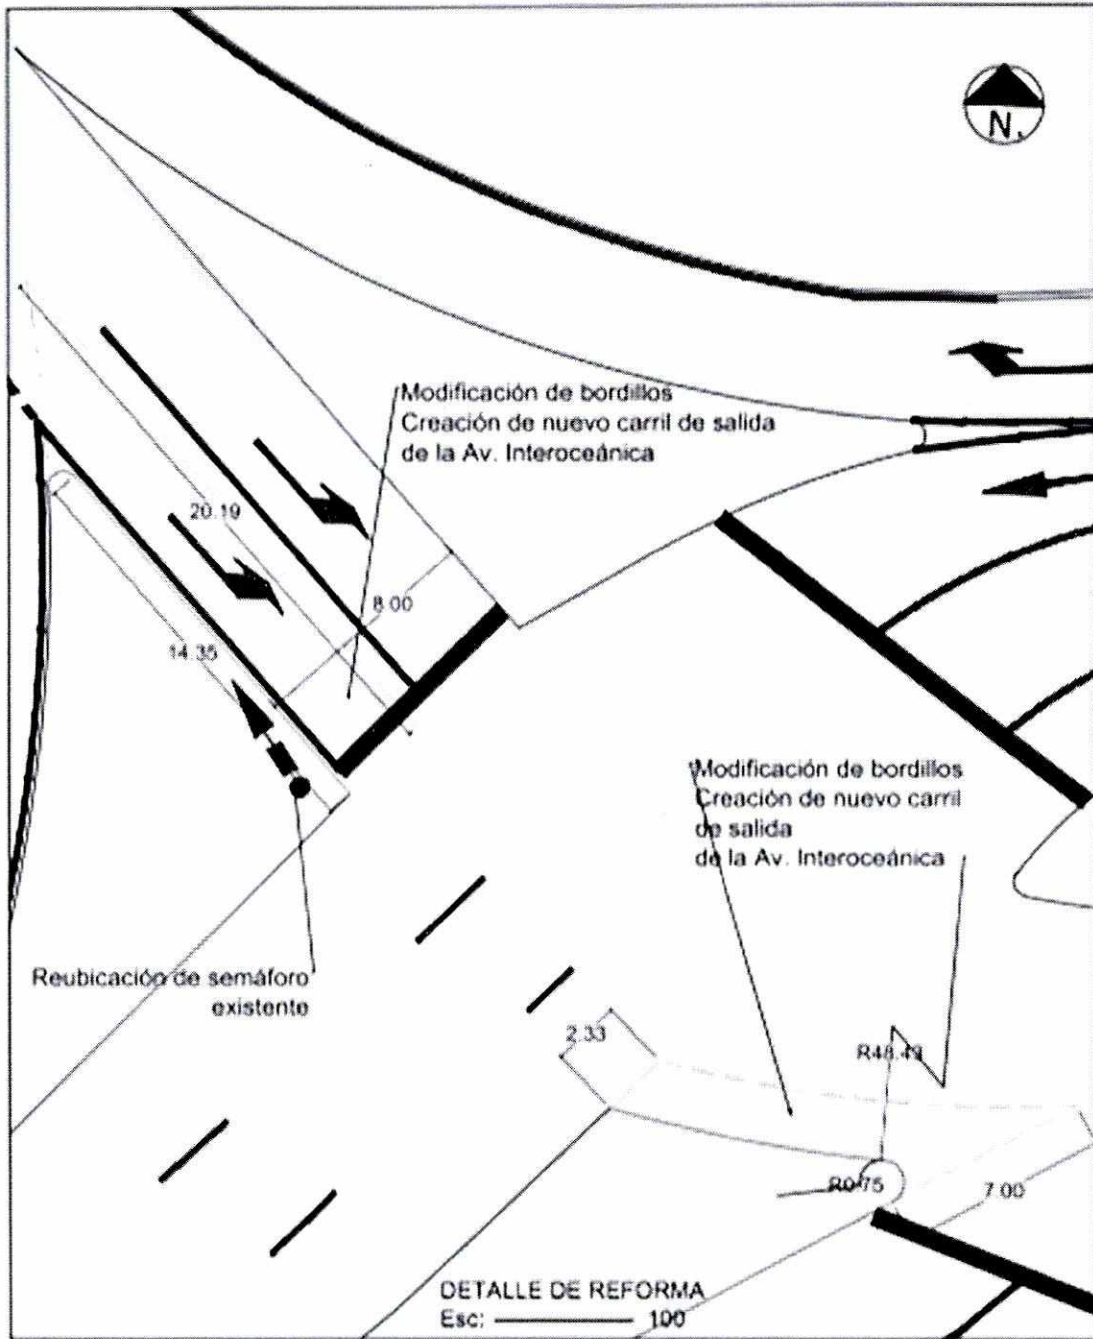 N.
Modificación de bordillos
Creación de nuevo carril de salida
de la Av. Interoceánica
20.19
8.00
14.35
Modificación de bordillos
Creación de nuevo carril
de salida
de la Av. Interoceánica
Reubicación de semáforo
existente
2.33
R48.49
R0.75
7.00
DETALLE DE REFORMA
Esc: 100